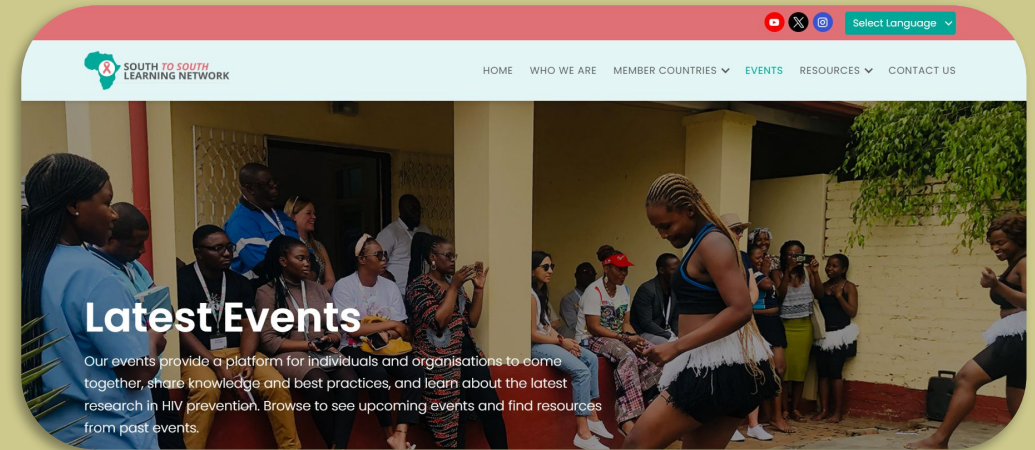 Select Language
SOUTH TO SOUTH
LEARNING NETWORK
HOME WHO WE ARE MEMBER COUNTRIES EVENTS RESOURCES CONTACT US
Latest Events
Our events provide a platform for individuals and organisations to come
together, share knowledge and best practices, and learn about the latest
research in HIV prevention. Browse to see upcoming events and find resources
from past events.